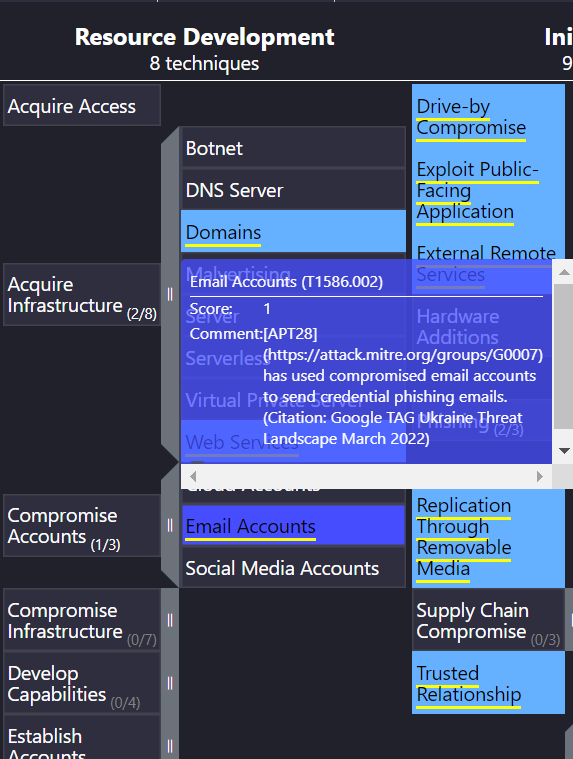 Resource Development
8 techniques
Ini
9
Acquire Access
Acquire
Infrastructure (2/8)
Compromise
Accounts (1/3)
Compromise
Infrastructure (0/7)
Develop
Capabilities (0/4)
Establish
Accounts
Botnet
DNS Server
Domains
Malvertising
Server
Serverless
Virtual Private Server
Web Services
Email Accounts (T1586.002)
Score: 1
Comment:[APT28]
(https://attack.mitre.org/groups/G0007)
has used compromised email accounts
to send credential phishing emails.
(Citation: Google TAG Ukraine Threat
Landscape March 2022)
Cloud Accounts
Email Accounts
Social Media Accounts
Drive-by
Compromise
Exploit Public-
Facing
Application
External Remote
Services
Hardware
Additions
Phishing (2/3)
Replication
Through
Removable
Media
Supply Chain
Compromise (0/3)
Trusted
Relationship